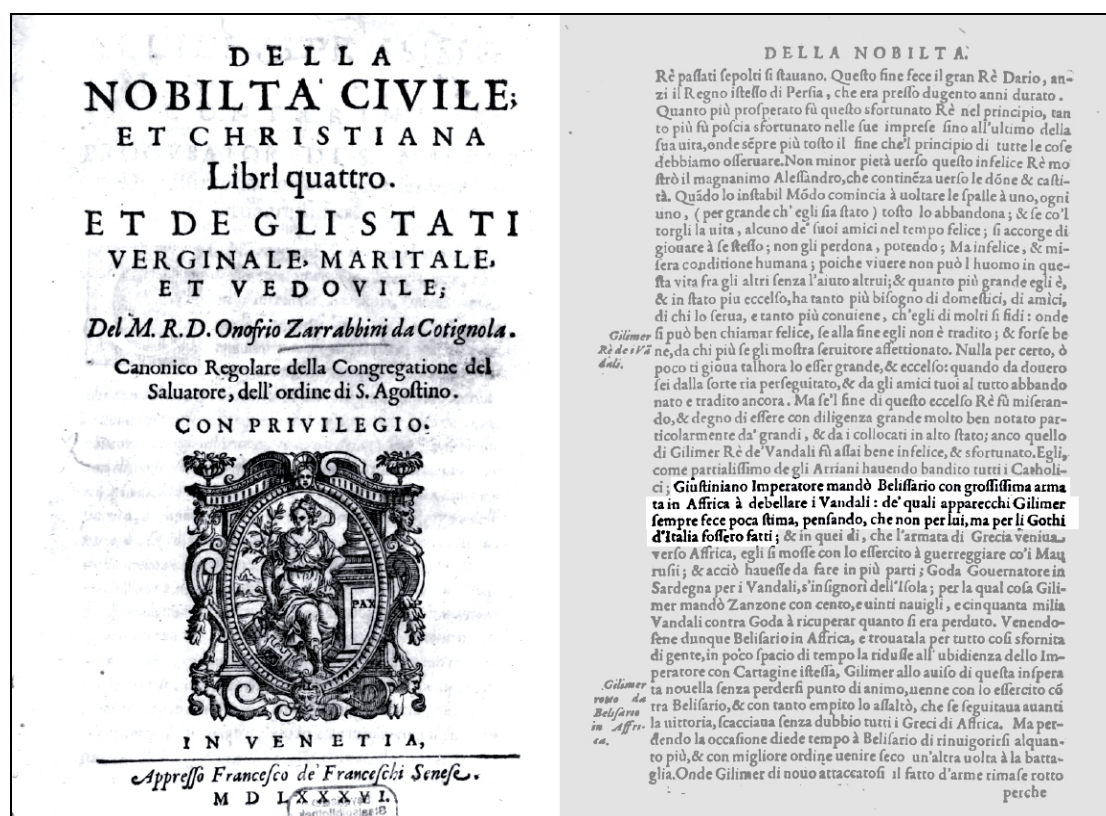 DELLA
NOBILTA' CIVILE;
ET CHRISTIANA
LibrI quattro.
ET DEGLI STATI
VERGINALE, MARITALE,
ET VEDOVILE;
Del M. R. D. Onofrio Zarrabbini da Cotignola.
Canonico Regolare della Congregatione del
Saluatore, dell'ordine di S. Agoſtino.
CON PRIVILEGIO.
PAX
IN VENETIA,
Appreſſo Franceſco de' Franceſchi Seneſe.
M D LXXXVI.
DELLA NOBILTA.
Rè paſſati ſepolti ſi ſtauano. Queſto fine fece il gran Rè Dario, an-
zi il Regno iſteſſo di Perſia, che era preſſo dugento anni durato.
Quanto più proſperato fù queſto sfortunato Rè nel principio, tan
to più fù poſcia sfortunato nelle ſue impreſe ſino all'ultimo della
ſua uita, onde sẽpre più toſto il fine che'l principio di tutte le coſe
debbiamo oſſeruare. Non minor pietà uerſo queſto infelice Rè mo
ſtrò il magnanimo Aleſſandro, che continẽza uerſo le dõne & caſti-
tà. Quãdo lo inſtabil Mõdo comincia à uoltare le ſpalle à uno, ogni
uno, (per grande ch'egli ſia ſtato) toſto lo abbandona; & ſe co'l
torgli la uita, alcuno de' ſuoi amici nel tempo felice; ſi accorge di
giouare à ſe ſteſſo; non gli perdona, potendo; Ma infelice, & mi-
ſera conditione humana; poiche viuere non può l huomo in que-
ſta vita fra gli altri ſenza l'aiuto altrui; & quanto più grande egli è,
& in ſtato piu eccelſo, ha tanto più biſogno di domeſtici, di amici,
di chi lo ſerua, e tanto più conuiene, ch'egli di molti ſi fidi: onde
ſi può ben chiamar felice, ſe alla fine egli non è tradito; & forſe be
ne, da chi più ſe gli moſtra ſeruitore affettionato. Nulla per certo, ò
poco ti gioua talhora lo eſſer grande, & eccelſo: quando da douero
ſei dalla ſorte ria perſeguitato, & da gli amici tuoi al tutto abbando
nato e tradito ancora. Ma ſe'l fine di queſto eccelſo Rè fù miſeran-
do, & degno di eſſere con diligenza grande molto ben notato par-
ticolarmente da' grandi, & da i collocati in alto ſtato; anco quello
di Gilimer Rè de' Vandali fù aſſai bene infelice, & sfortunato. Egli,
come partialiſſimo de gli Arriani hauendo bandito tutti i Catholi-
ci; Giuſtiniano Imperatore mandò Beliſſario con groſſiſſima arma
ta in Affrica à debellare i Vandali: de' quali apparecchi Gilimer
ſempre fece poca ſtima, penſando, che non per lui, ma per li Gothi
d'Italia foſſero fatti; & in quei dì, che l'armata di Grecia veniua
verſo Affrica, egli ſi moſſe con lo eſſercito à guerreggiare co'i Mau
ruſii; & acciò haueſſe da fare in più parti; Goda Gouernatore in
Sardegna per i Vandali, s'inſignorì dell'Iſola; per la qual coſa Gili-
mer mandò Zanzone con cento, e uinti nauigli, e cinquanta milia
Vandali contra Goda à ricuperar quanto ſi era perduto. Venendo-
ſene dunque Beliſario in Affrica, e trouatala per tutto coſi sfornita
di gente, in poco ſpacio di tempo la riduſſe all'ubidienza dello Im-
peratore con Cartagine iſteſſa, Gilimer allo auiſo di queſta inſpera
ta nouella ſenza perderſi punto di animo, uenne con lo eſſercito cõ
tra Beliſario, & con tanto empito lo aſſaltò, che ſe ſeguitaua auanti
la uittoria, ſcacciaua ſenza dubbio tutti i Greci di Affrica. Ma per-
dendo la occaſione diede tempo à Beliſario di rinuigorirſi alquan-
to più, & con migliore ordine uenire ſeco un'altra uolta à la batta-
glia. Onde Gilimer di nouo attaccatoſi il fatto d'arme rimaſe rotto
perche
Gilimer
Rè de i Vã
dali.
Gilimer
rotto da
Beliſario
in Affri-
ca.